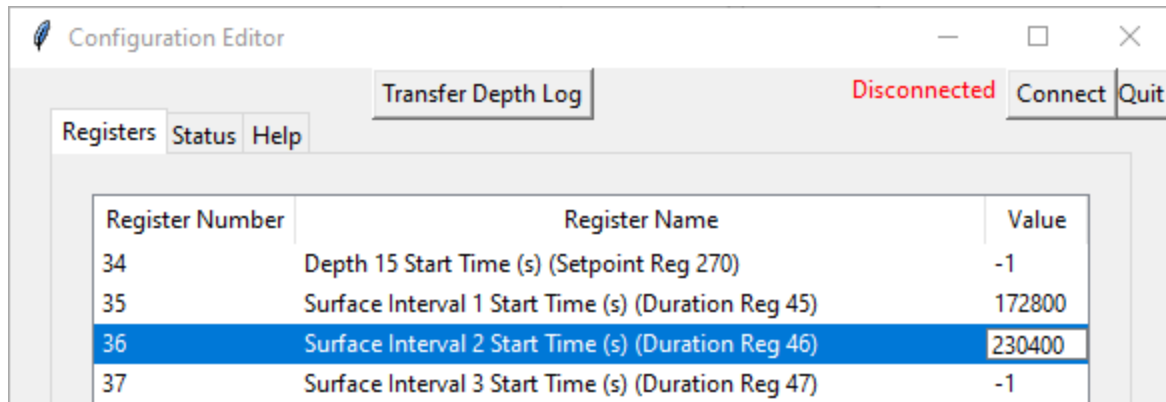 Configuration Editor
Transfer Depth Log Disconnected Connect Quit
Registers Status Help
Register Number Register Name Value
34 Depth 15 Start Time (s) (Setpoint Reg 270) -1
35 Surface Interval 1 Start Time (s) (Duration Reg 45) 172800
36 Surface Interval 2 Start Time (s) (Duration Reg 46) 230400
37 Surface Interval 3 Start Time (s) (Duration Reg 47) -1